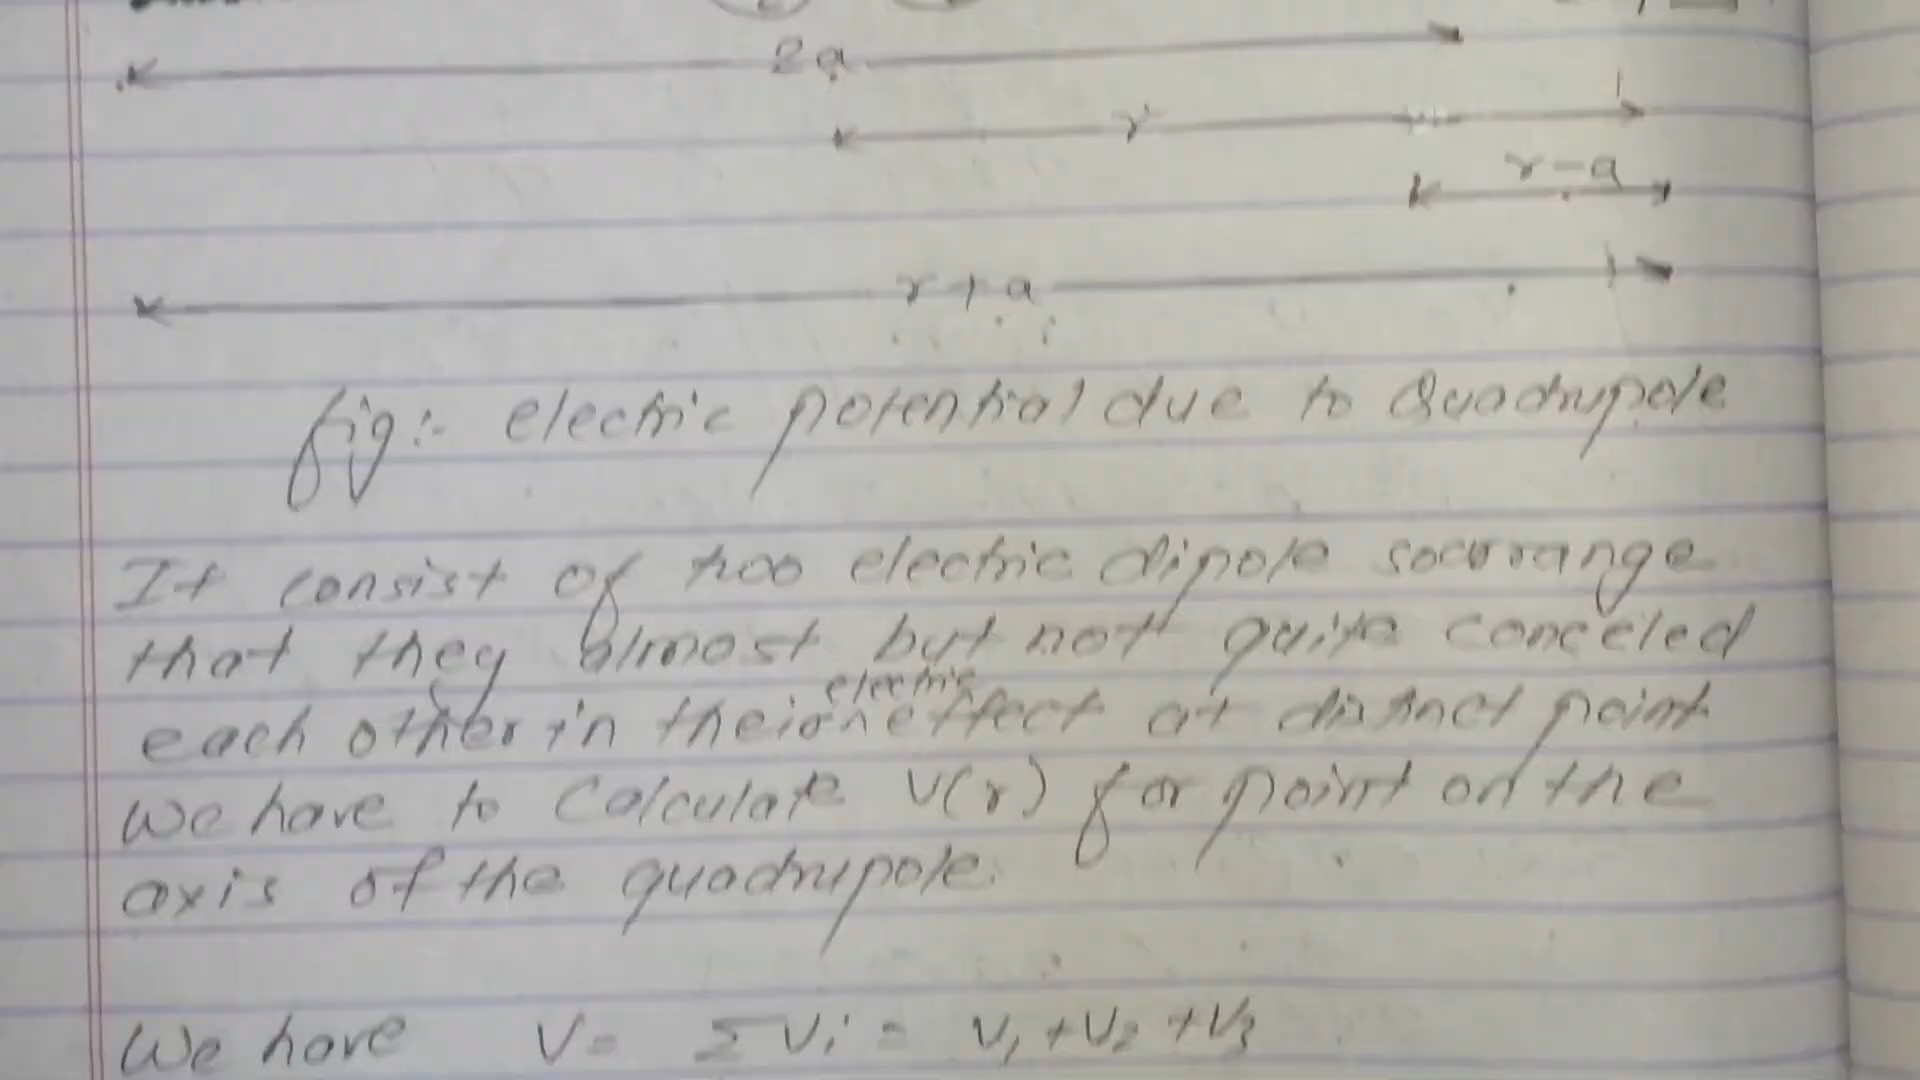 2a
r
r-a
r+a
fig:- electric potential due to Quadrupole
It consist of two electric dipole so arrange
that they almost but not quite canceled
electric
each other in their effect at distinct point
We have to Calculate V(r) for point on the
axis of the quadrupole.
We have V= ΣVi = V1+V2+V3